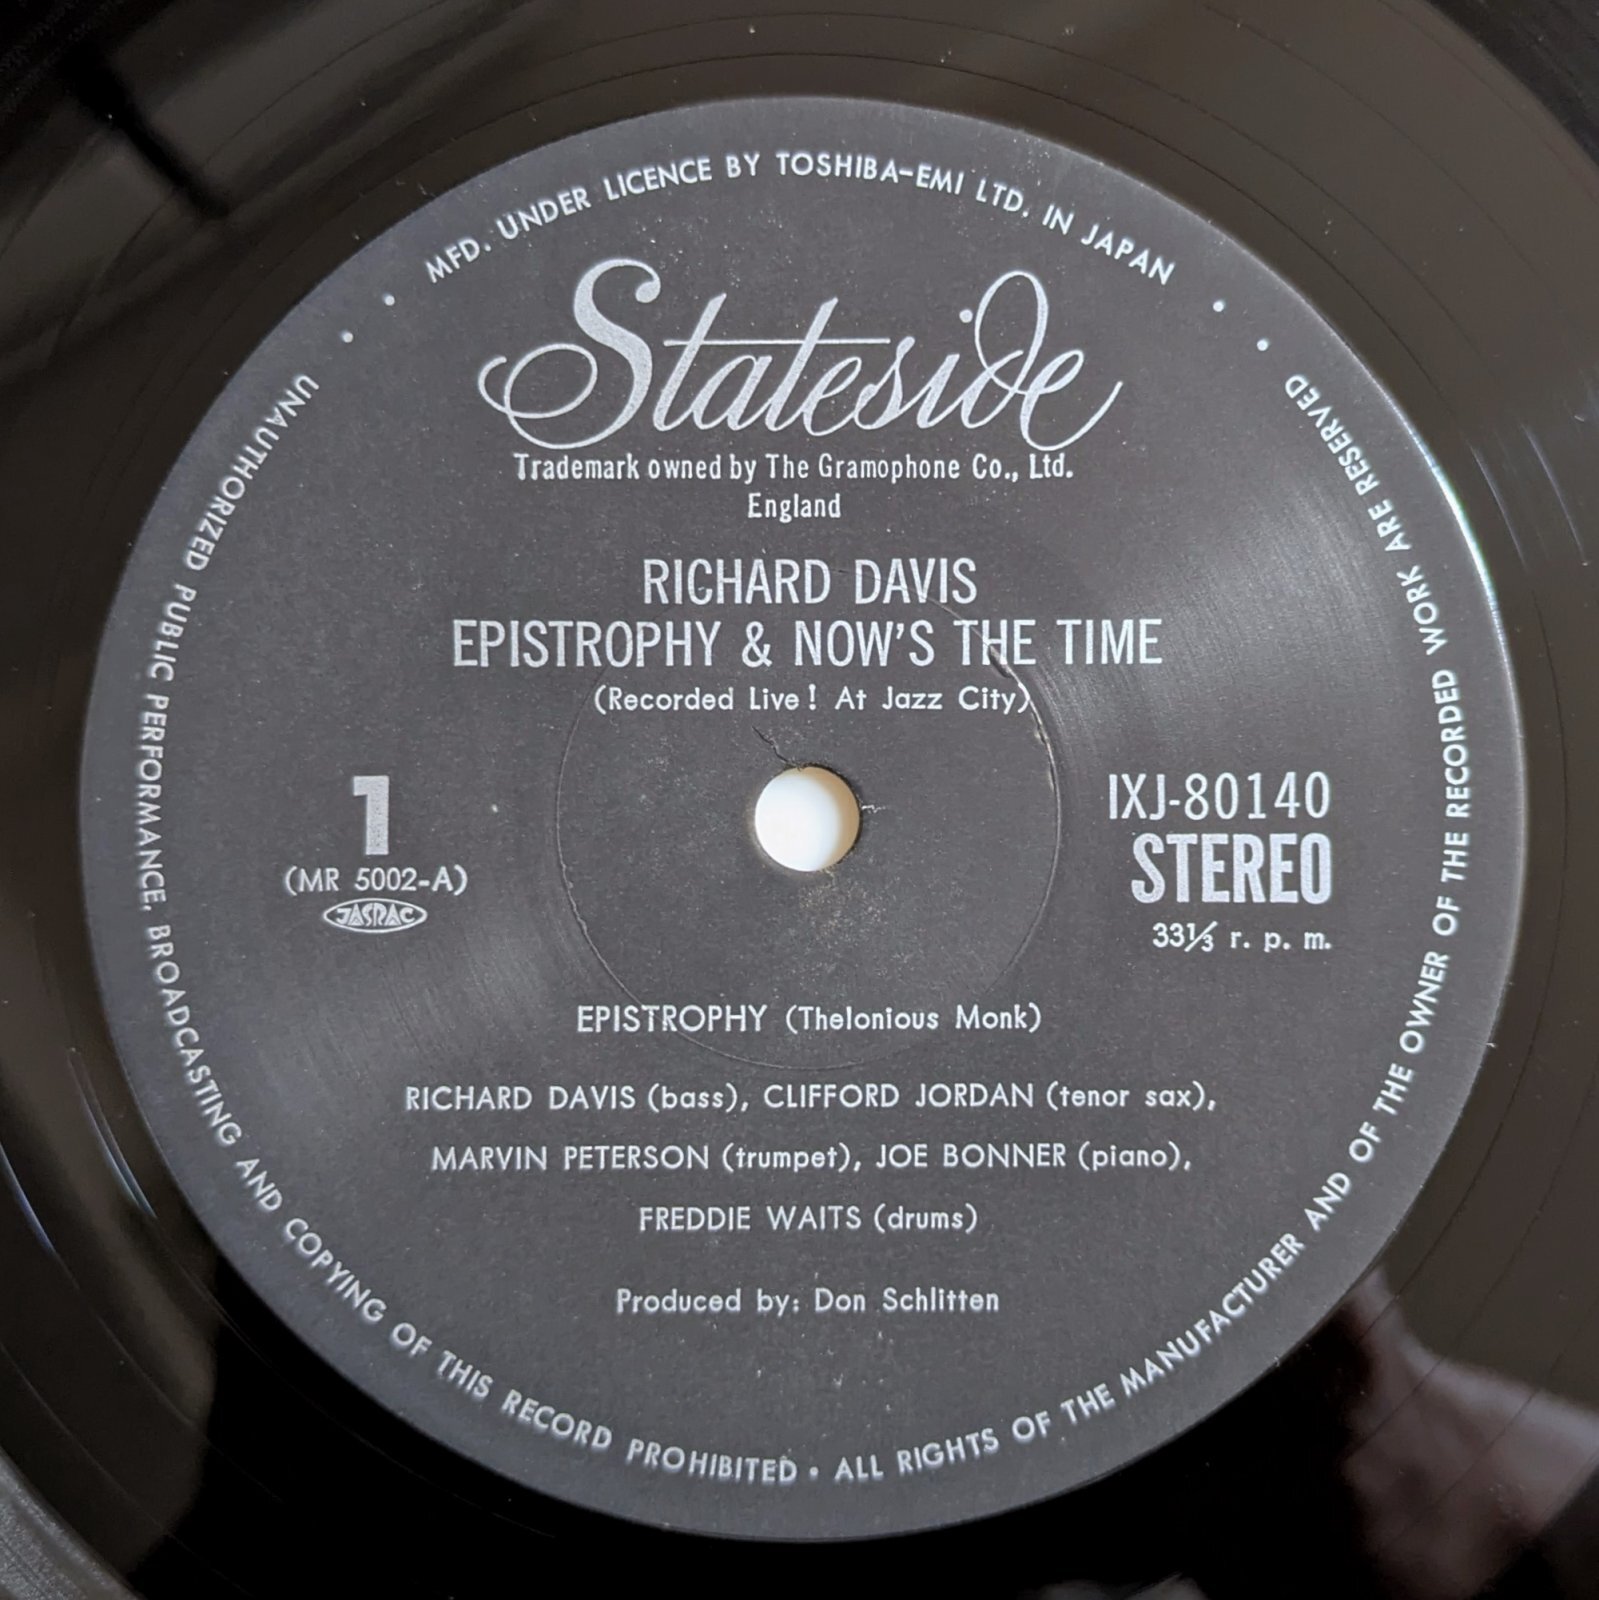 MFD. UNDER LICENCE BY TOSHIBA-EMI LTD. IN JAPAN
Stateside
Trademark owned by The Gramophone Co., Ltd.
England
RICHARD DAVIS
EPISTROPHY & NOW'S THE TIME
(Recorded Live! At Jazz City)
1
(MR 5002-A)
JASRAC
IXJ-80140
STEREO
33⅓ r. p. m.
EPISTROPHY (Thelonious Monk)
RICHARD DAVIS (bass), CLIFFORD JORDAN (tenor sax),
MARVIN PETERSON (trumpet), JOE BONNER (piano),
FREDDIE WAITS (drums)
Produced by: Don Schlitten
UNAUTHORIZED PUBLIC PERFORMANCE, BROADCASTING AND COPYING OF THIS RECORD PROHIBITED • ALL RIGHTS OF THE MANUFACTURER AND OF THE OWNER OF THE RECORDED WORK ARE RESERVED